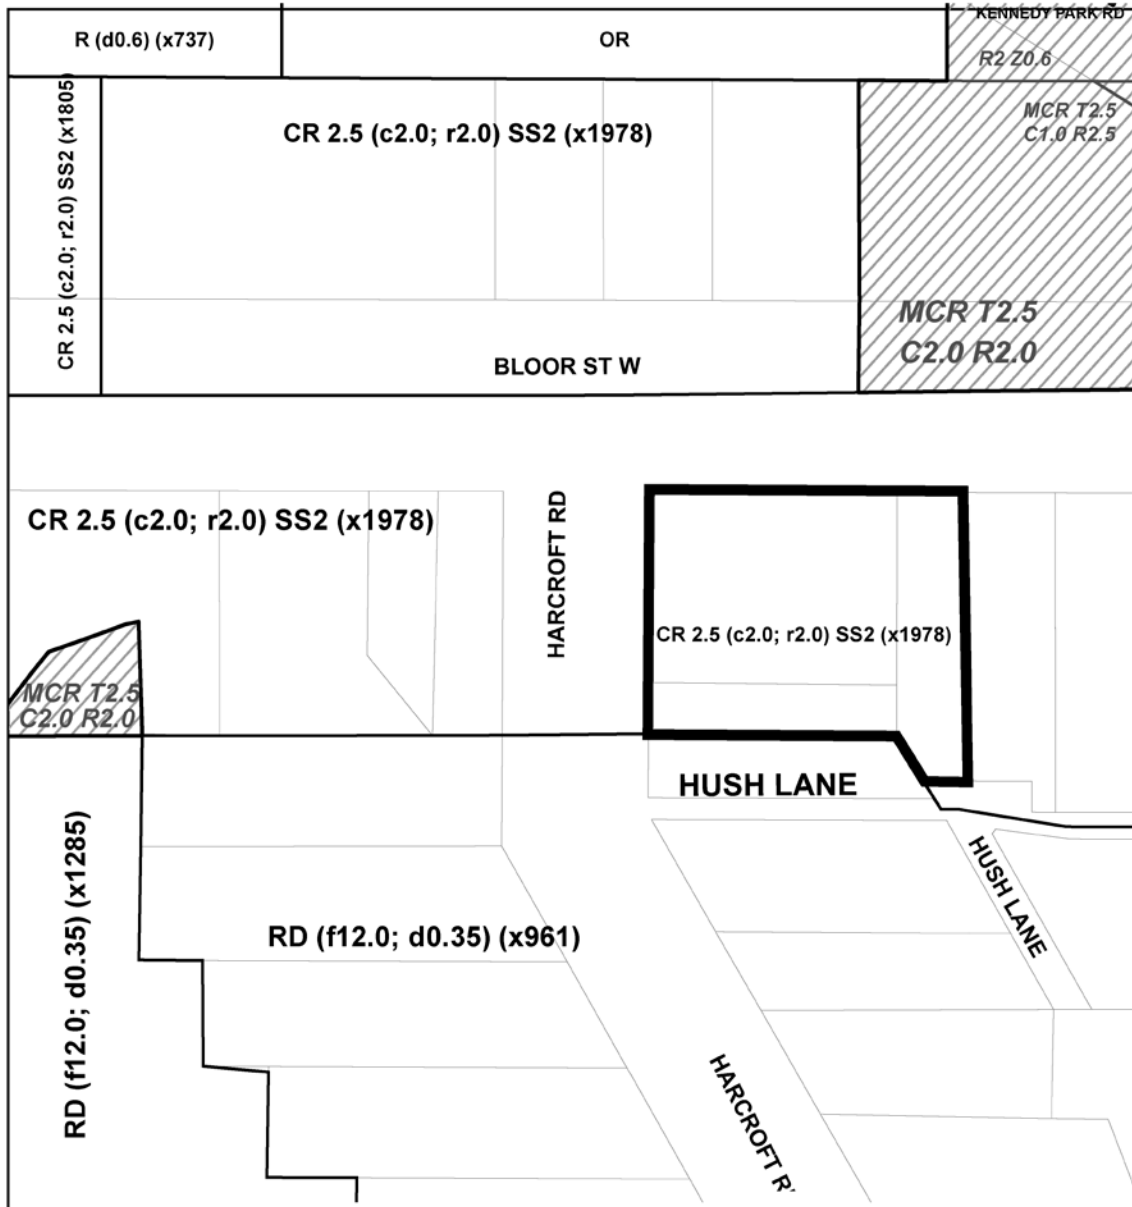 KENNEDY PARK RD
R (d0.6) (x737)
OR
R2 Z0.6
MCR T2.5
C1.0 R2.5
CR 2.5 (c2.0; r2.0) SS2 (x1805)
CR 2.5 (c2.0; r2.0) SS2 (x1978)
MCR T2.5
C2.0 R2.0
BLOOR ST W
CR 2.5 (c2.0; r2.0) SS2 (x1978)
HARCROFT RD
CR 2.5 (c2.0; r2.0) SS2 (x1978)
MCR T2.5
C2.0 R2.0
HUSH LANE
HUSH LANE
RD (f12.0; d0.35) (x1285)
RD (f12.0; d0.35) (x961)
HARCROFT R